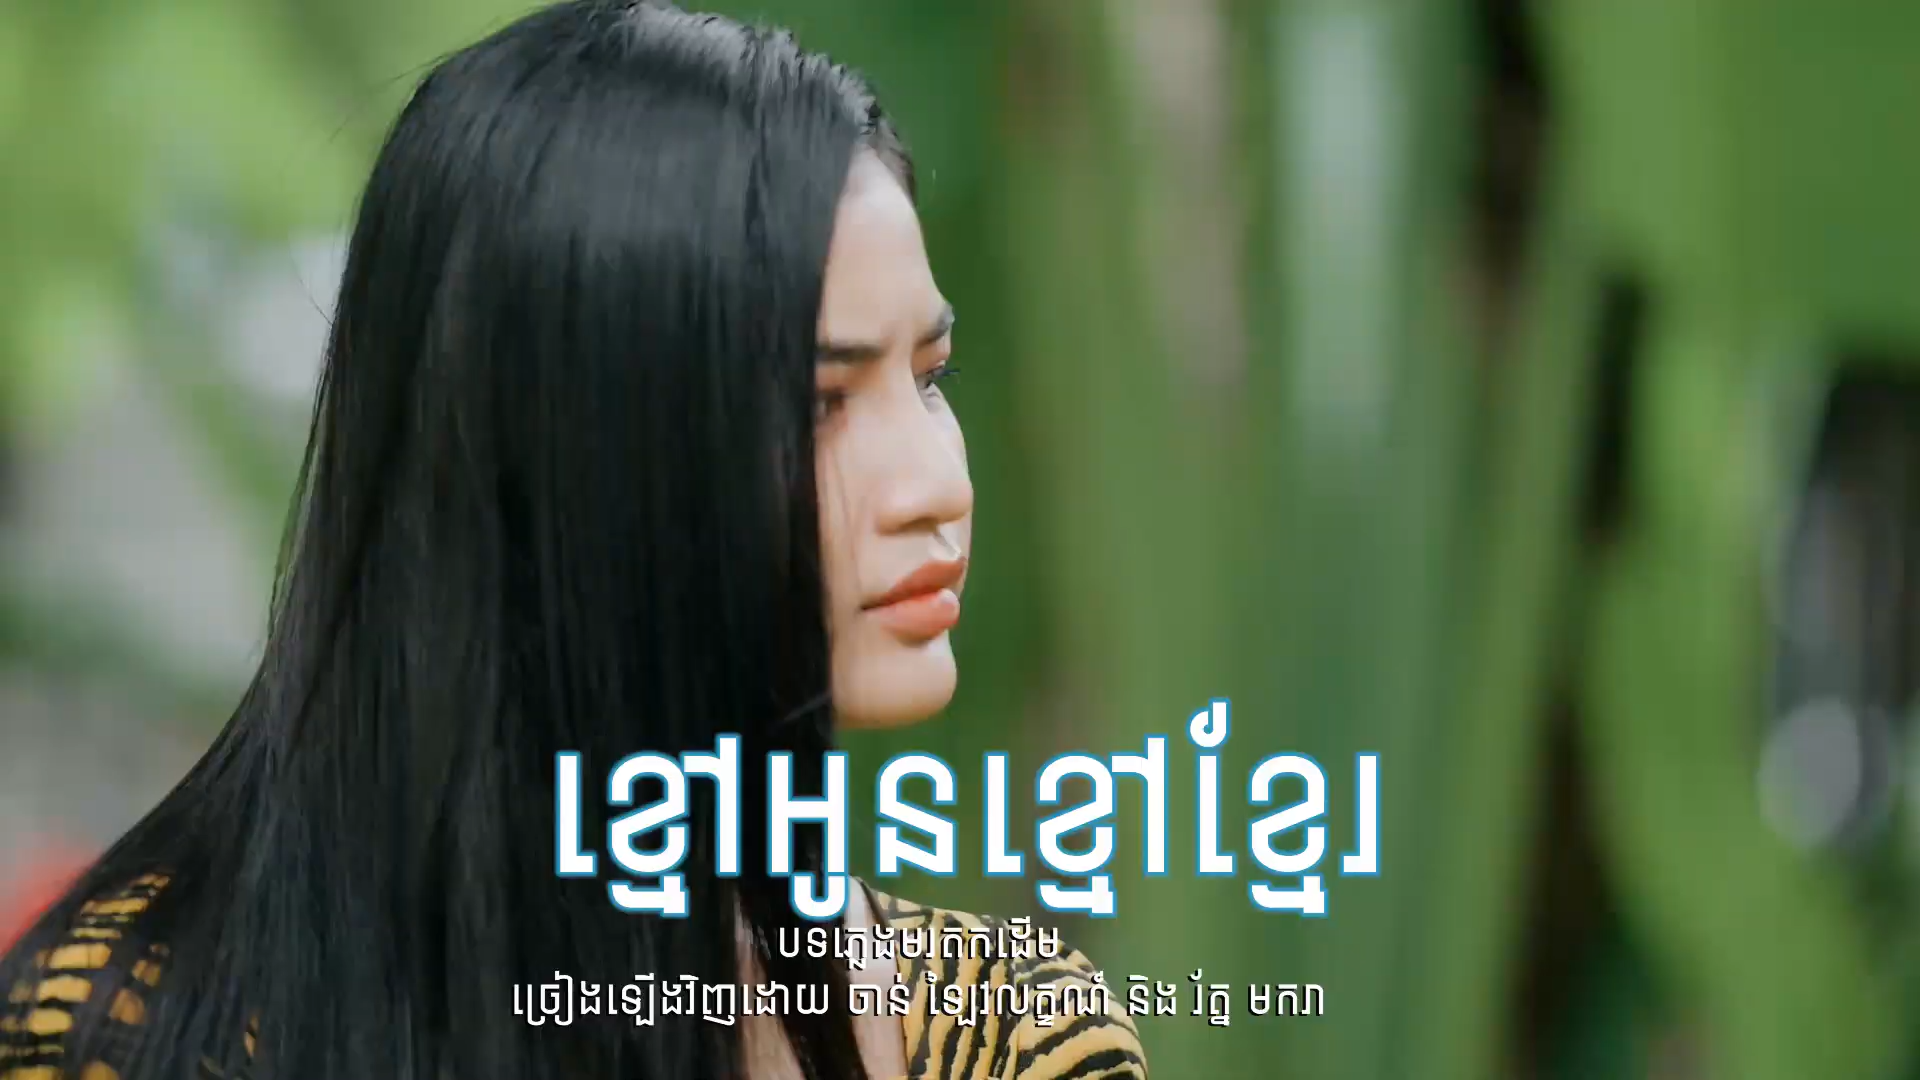 ខ្មៅអូនខ្មៅខ្មែរ
បទភ្លេងមរតកដើម
ច្រៀងឡើងវិញដោយ ចាន់ ឡៃវលក្ខណ៍ និង រ័ត្ន មករា